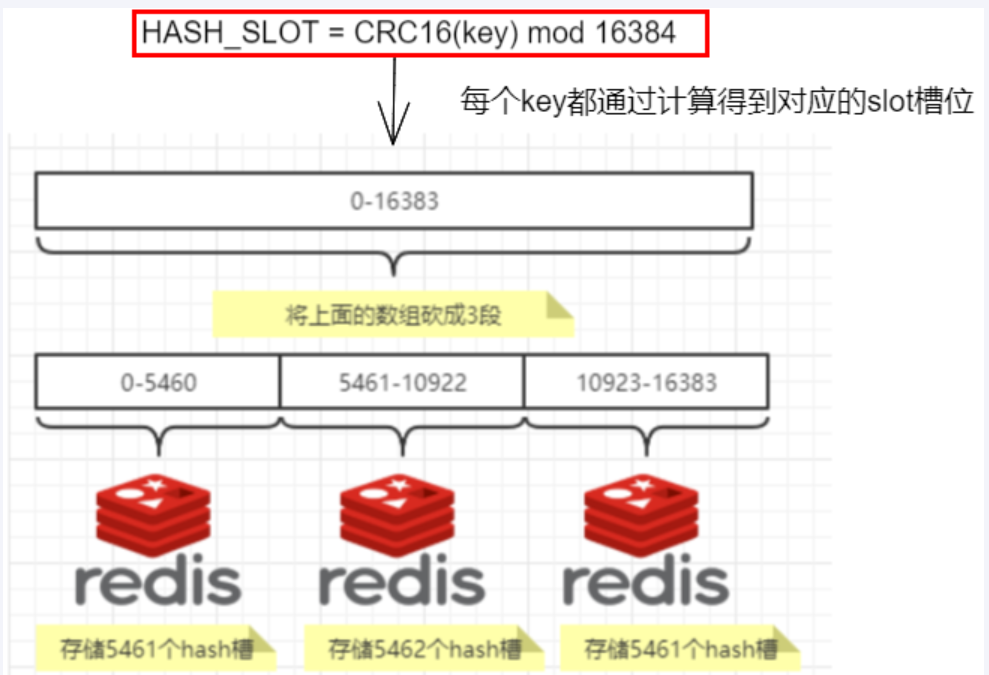 HASH_SLOT = CRC16(key) mod 16384
每个key都通过计算得到对应的slot槽位
0-16383
将上面的数组砍成3段
0-5460 5461-10922 10923-16383
redis redis redis
存储5461个hash槽 存储5462个hash槽 存储5461个hash槽